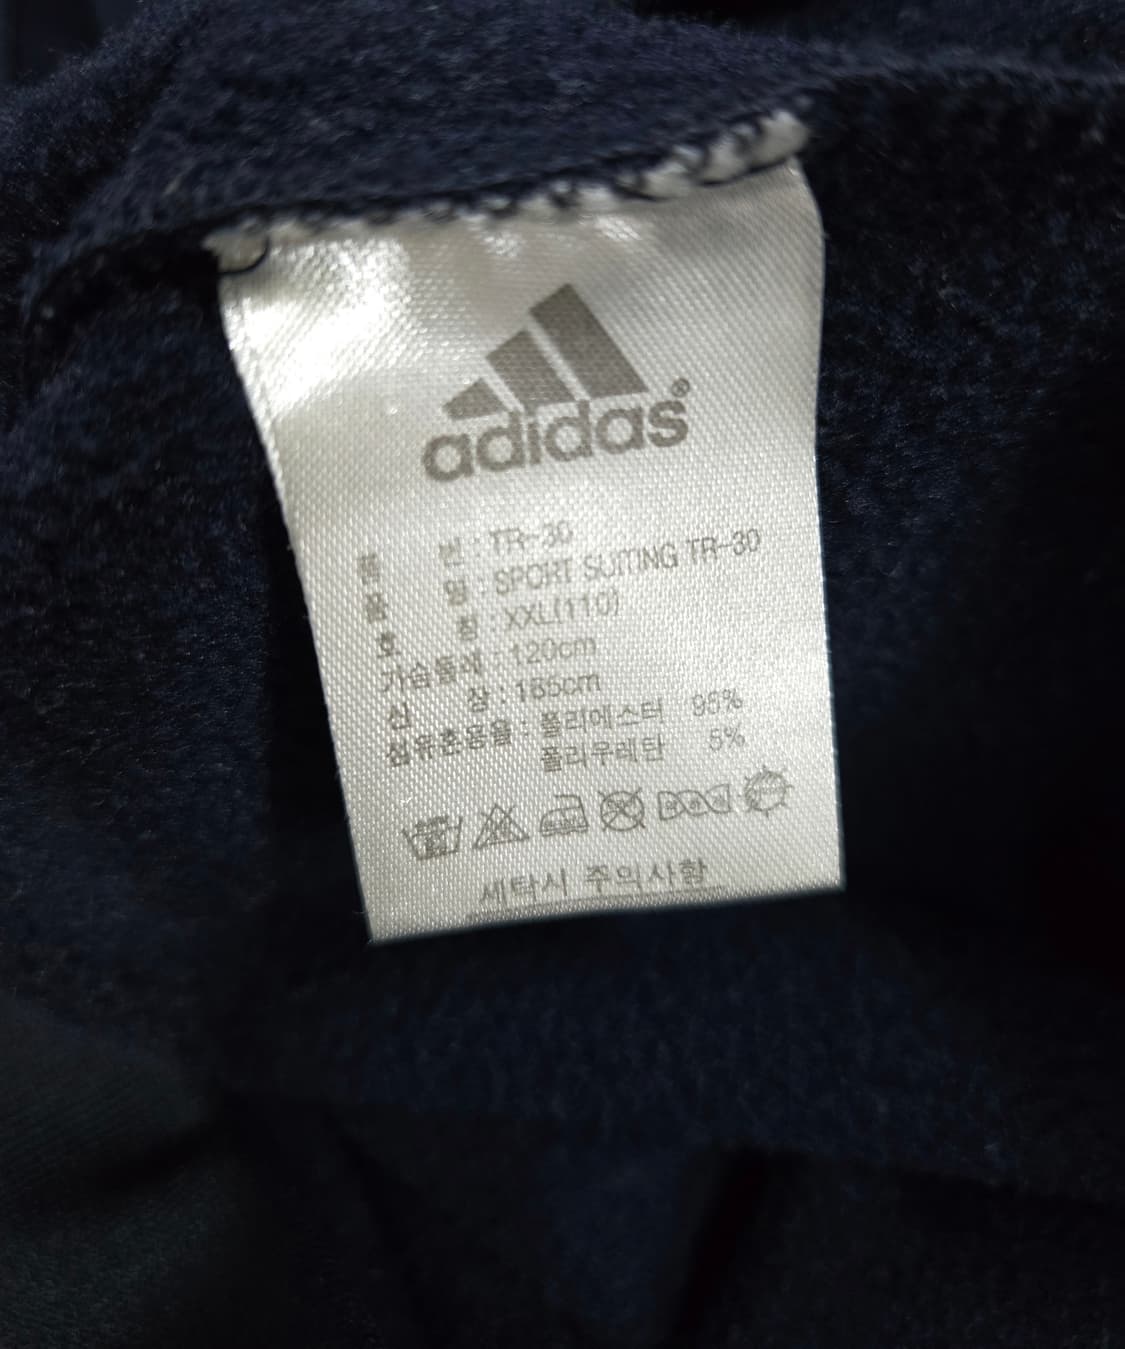 adidas®
품 번 : TR-30
품 명 : SPORT SUITING TR-30
호 칭 : XXL(110)
가슴둘레 : 120cm
신 장 : 185cm
섬유혼용율 : 폴리에스터 95%
폴리우레탄 5%
세탁시 주의사항